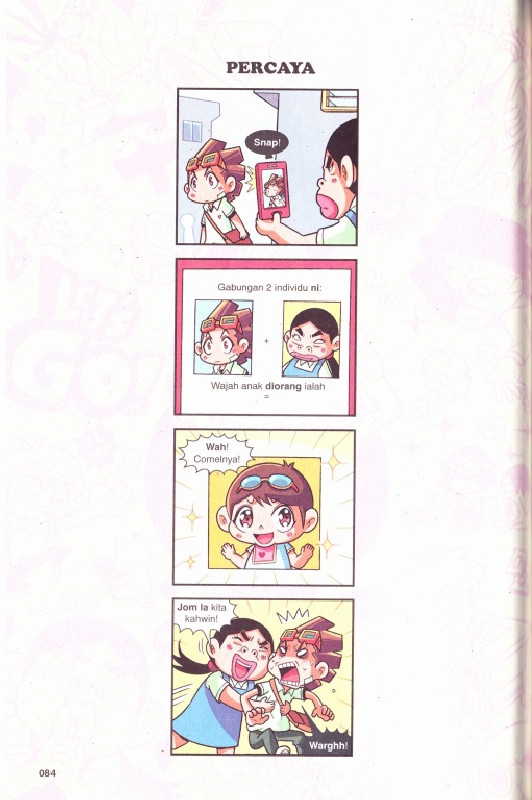 PERCAYA
Snap!
Gabungan 2 individu ni:
+
Wajah anak diorang ialah
=
Wah!
Comelnya!
Jom la kita
kahwin!
Warghh!!
084